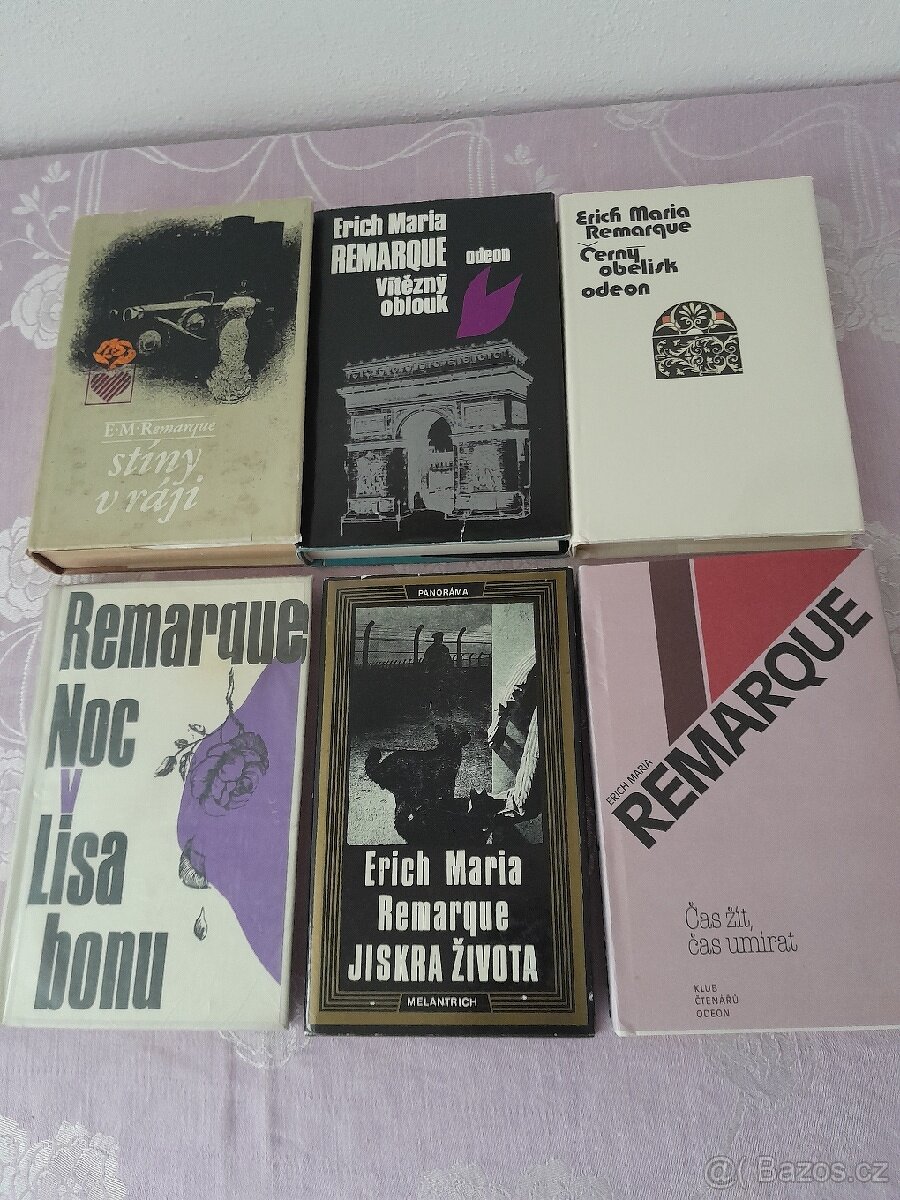 E·M·Remarque
stíny
v ráji
Erich Maria
REMARQUE
odeon
Vítězný
oblouk
Erich Maria
Remarque
Černý
obelisk
odeon
Remarque
Noc
v
Lisa
bonu
PANORÁMA
Erich Maria
Remarque
JISKRA ŽIVOTA
MELANTRICH
ERICH MARIA
REMARQUE
Čas žít,
čas umírat
KLUB
ČTENÁŘŮ
ODEON
@( Bazos.cz